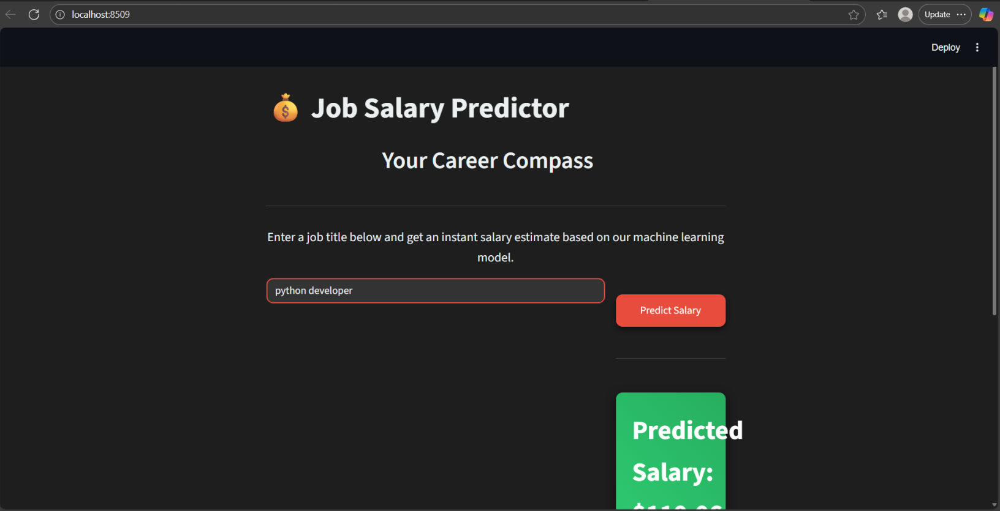 localhost:8509
Update
Deploy
Job Salary Predictor
Your Career Compass
Enter a job title below and get an instant salary estimate based on our machine learning
model.
python developer
Predict Salary
Predicted
Salary: